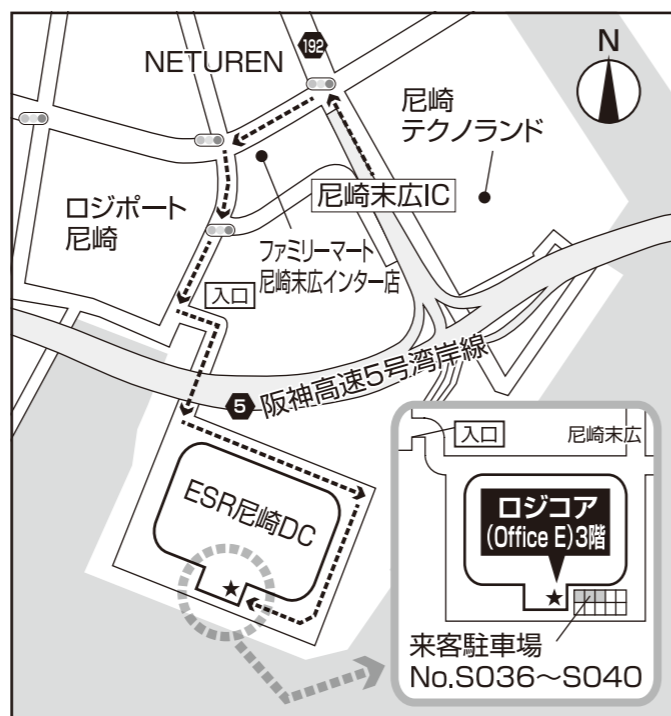 192
NETUREN
N
尼崎
テクノランド
尼崎末広IC
ロジポート
尼崎
ファミリーマート
尼崎末広インター店
入口
5
阪神高速5号湾岸線
ESR尼崎DC
入口
尼崎末広
ロジコア
(Office E)3階
来客駐車場
No.S036～S040